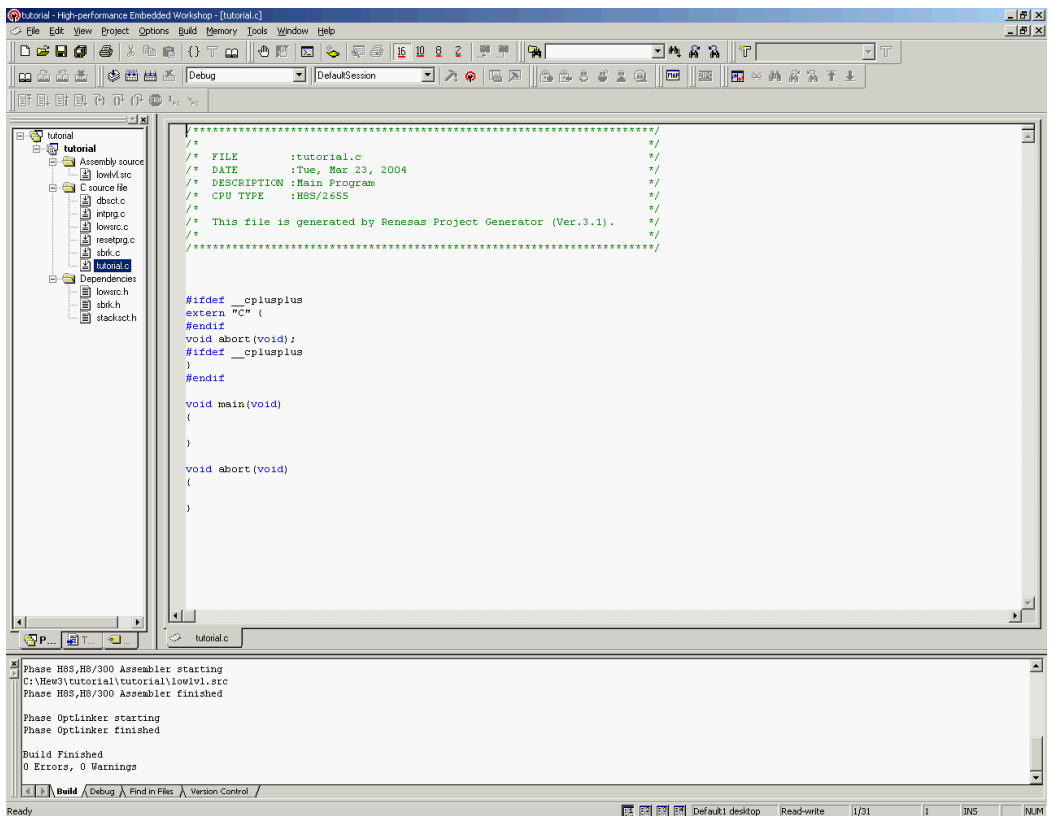 tutorial - High-performance Embedded Workshop - [tutorial.c]
File Edit View Project Options Build Memory Tools Window Help
16 10 8 2
Debug DefaultSession MAP
tutorial
tutorial
Assembly source
lowlvl.src
C source file
dbsct.c
intprg.c
lowsrc.c
resetprg.c
sbrk.c
tutorial.c
Dependencies
lowsrc.h
sbrk.h
stacksct.h
P... T...
/***********************************************************************/
/* */
/* FILE :tutorial.c */
/* DATE :Tue, Mar 23, 2004 */
/* DESCRIPTION :Main Program */
/* CPU TYPE :H8S/2655 */
/* */
/* This file is generated by Renesas Project Generator (Ver.3.1). */
/* */
/***********************************************************************/
#ifdef __cplusplus
extern "C" {
#endif
void abort(void);
#ifdef __cplusplus
}
#endif
void main(void)
{
}
void abort(void)
{
}
tutorial.c
Phase H8S,H8/300 Assembler starting
C:\Hew3\tutorial\tutorial\lowlvl.src
Phase H8S,H8/300 Assembler finished
Phase OptLinker starting
Phase OptLinker finished
Build Finished
0 Errors, 0 Warnings
Build Debug Find in Files Version Control
Ready Default1 desktop Read-write 1/31 1 INS NUM